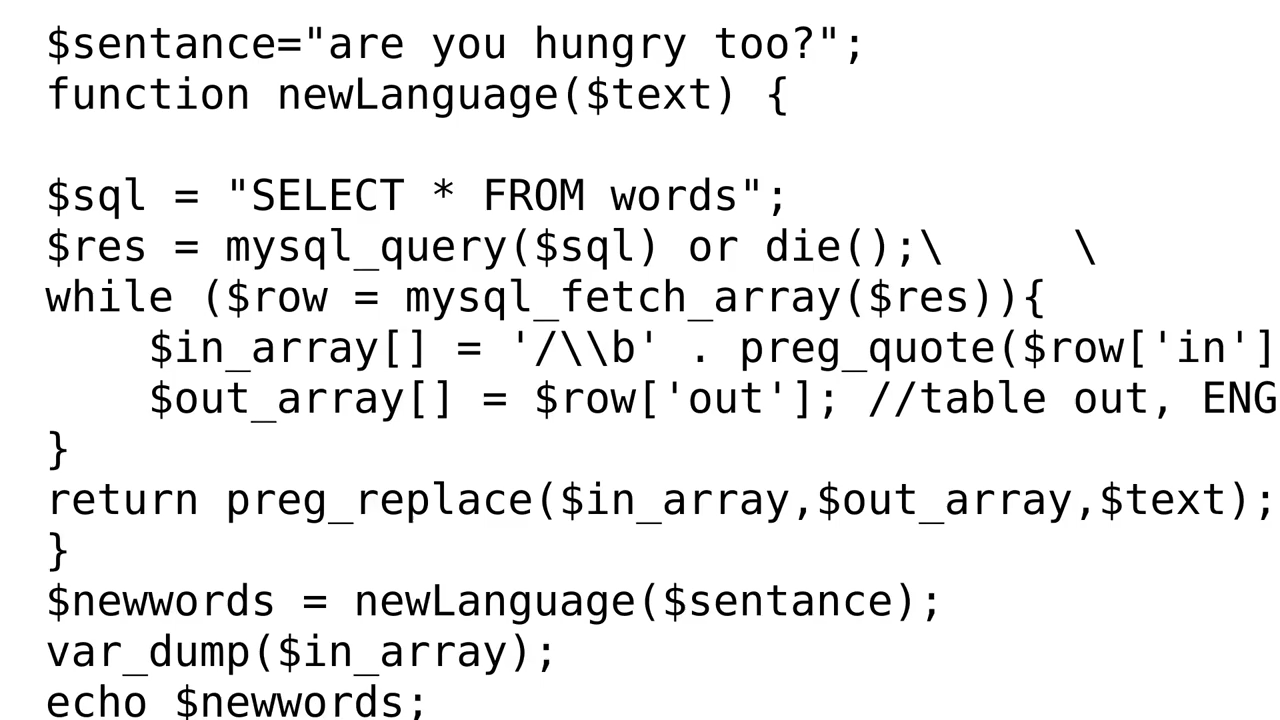 $sentance="are you hungry too?";
function newLanguage($text) {

$sql = "SELECT * FROM words";
$res = mysql_query($sql) or die();\     \
while ($row = mysql_fetch_array($res)){
    $in_array[] = '/\\b' . preg_quote($row['in']
    $out_array[] = $row['out']; //table out, ENG
}
return preg_replace($in_array,$out_array,$text);
}
$newwords = newLanguage($sentance);
var_dump($in_array);
echo $newwords;